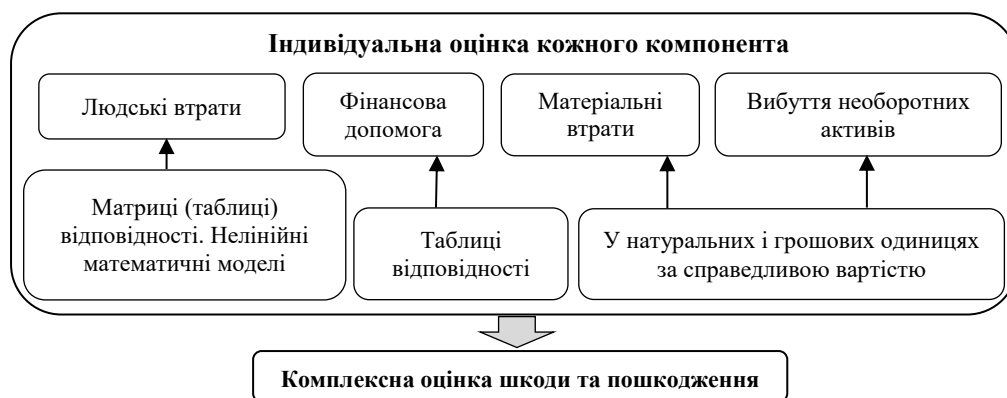 Індивідуальна оцінка кожного компонента
Людські втрати
Фінансова
допомога
Матеріальні
втрати
Вибуття необоротних
активів
Матриці (таблиці)
відповідності. Нелінійні
математичні моделі
Таблиці
відповідності
У натуральних і грошових одиницях
за справедливою вартістю
Комплексна оцінка шкоди та пошкодження